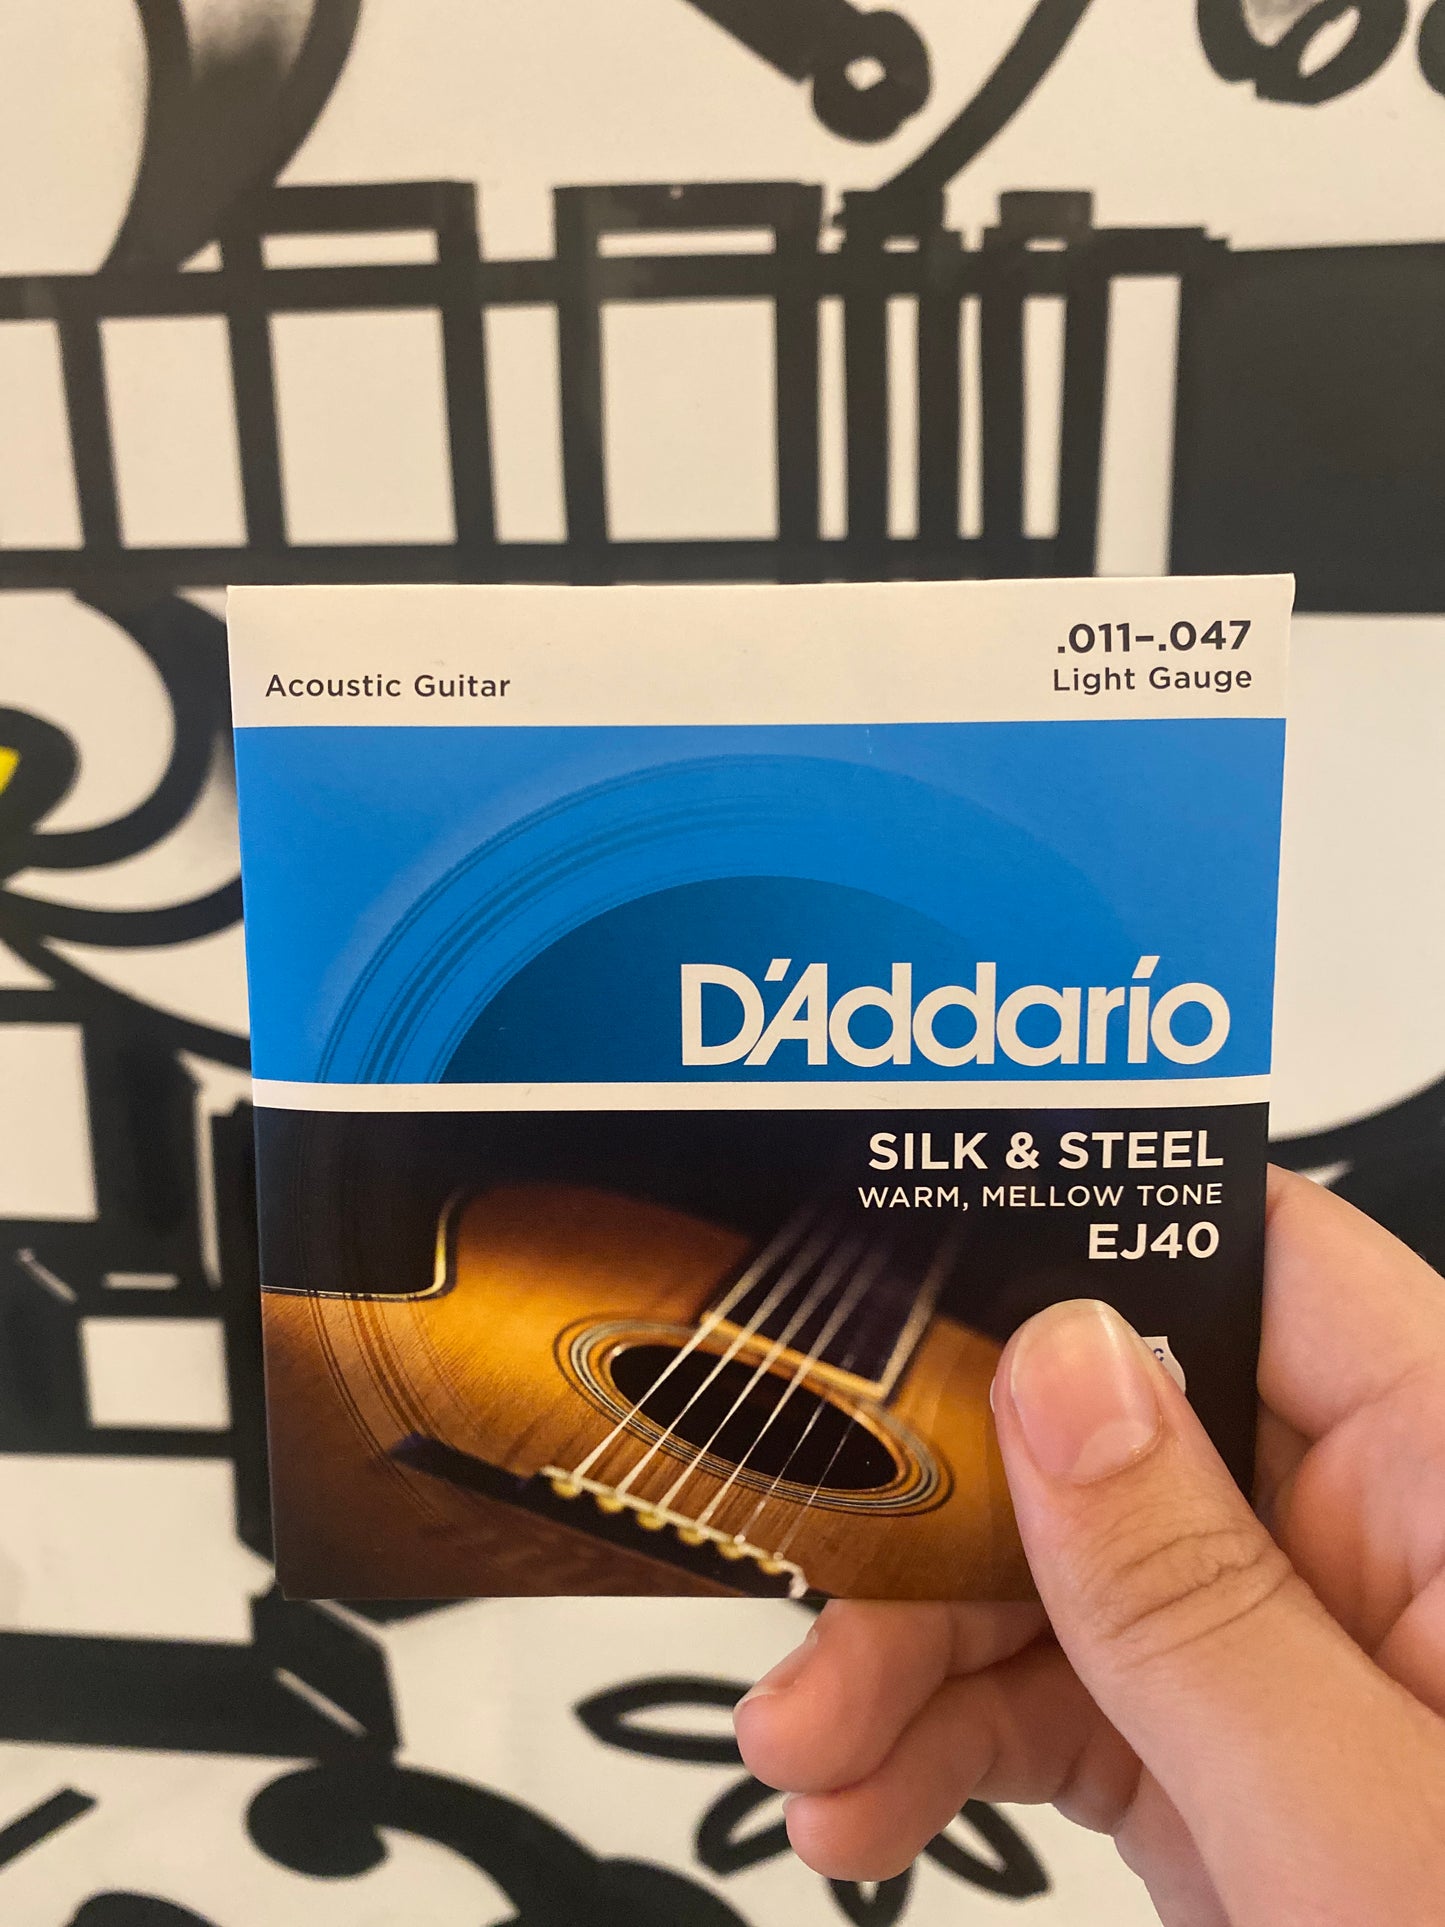 .011–.047
Acoustic Guitar
Light Gauge
D'Addario
SILK & STEEL
WARM, MELLOW TONE
EJ40